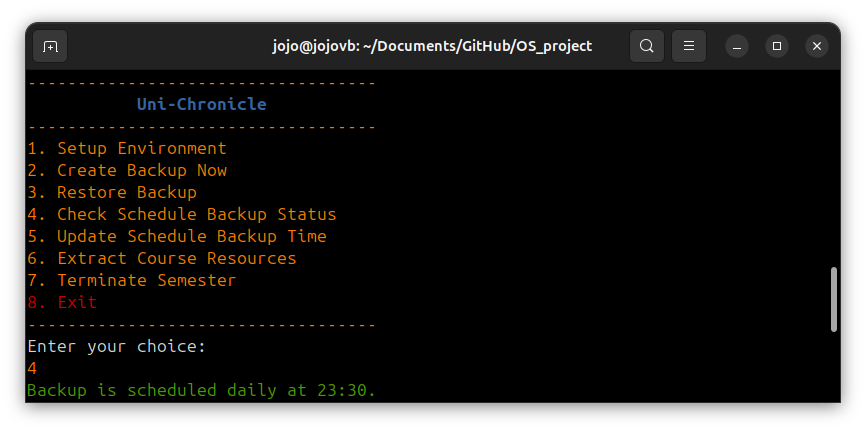 jojo@jojovb: ~/Documents/GitHub/OS_project
-----------------------------------
Uni-Chronicle
-----------------------------------
1. Setup Environment
2. Create Backup Now
3. Restore Backup
4. Check Schedule Backup Status
5. Update Schedule Backup Time
6. Extract Course Resources
7. Terminate Semester
8. Exit
-----------------------------------
Enter your choice:
4
Backup is scheduled daily at 23:30.